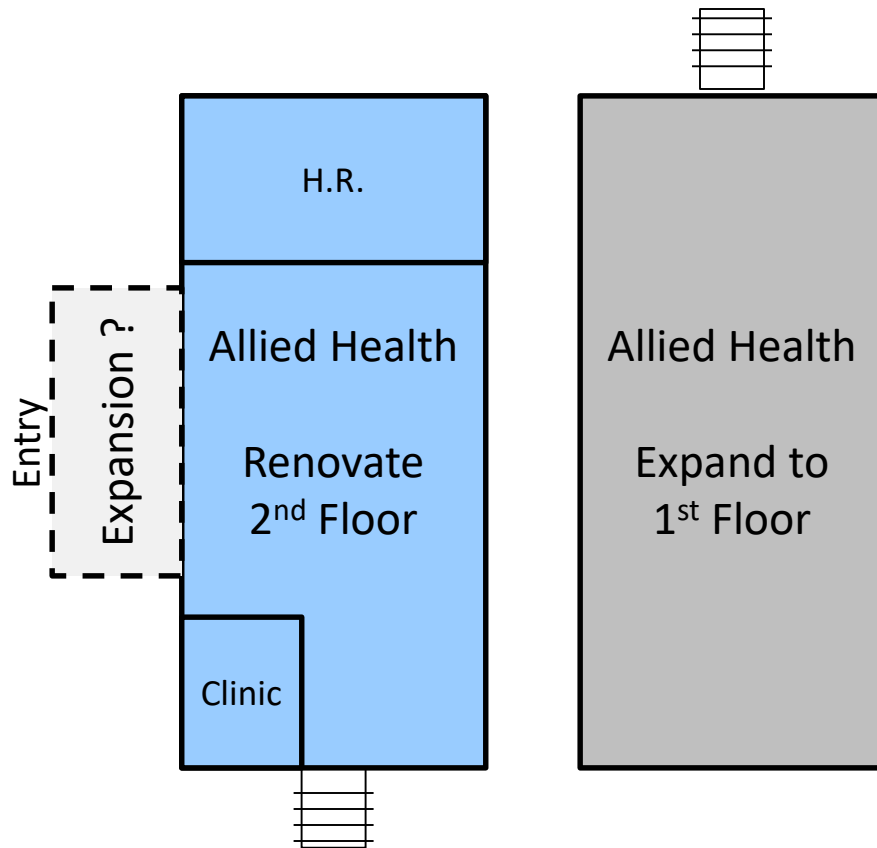 H.R.
Entry
Expansion ?
Allied Health
Renovate
2nd Floor
Clinic
Allied Health
Expand to
1st Floor